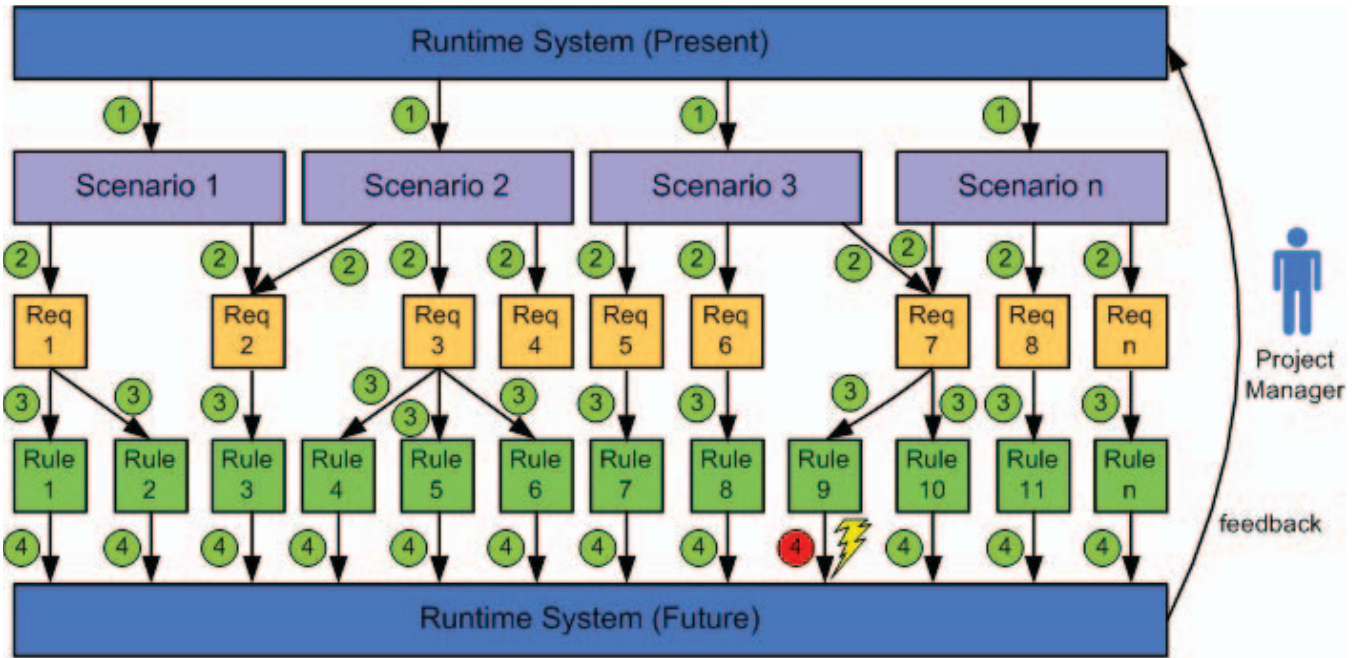 Runtime System (Present)
1 1 1 1
Scenario 1 Scenario 2 Scenario 3 Scenario n
2 2 2 2 2 2 2 2 2 2 2
Req 1 Req 2 Req 3 Req 4 Req 5 Req 6 Req 7 Req 8 Req n
Project
Manager
3 3 3 3 3 3 3 3 3 3 3 3
Rule 1 Rule 2 Rule 3 Rule 4 Rule 5 Rule 6 Rule 7 Rule 8 Rule 9 Rule 10 Rule 11 Rule n
feedback
4 4 4 4 4 4 4 4 4 4 4 4
Runtime System (Future)